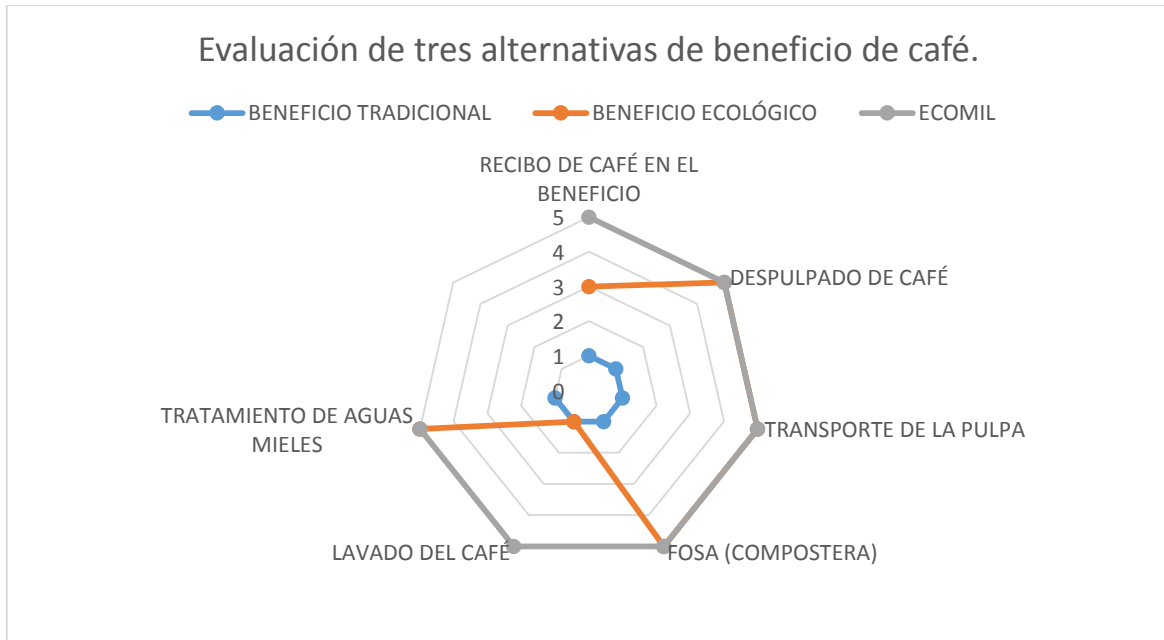 Evaluación de tres alternativas de beneficio de café.
BENEFICIO TRADICIONAL
BENEFICIO ECOLÓGICO
ECOMIL
RECIBO DE CAFÉ EN EL
BENEFICIO
5
4
3
2
1
0
DESPULPADO DE CAFÉ
TRANSPORTE DE LA PULPA
FOSA (COMPOSTERA)
LAVADO DEL CAFÉ
TRATAMIENTO DE AGUAS
MIELES